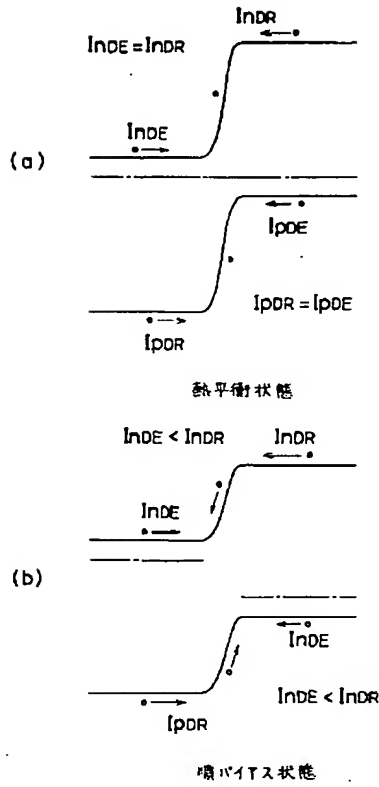 InDR
InDE = InDR
InDE
(a)
IpDE
IpDR = IpDE
IpDR
熱平衡状態
InDE < InDR
InDR
InDE
(b)
InDE
InDE < InDR
IpDR
順バイアス状態